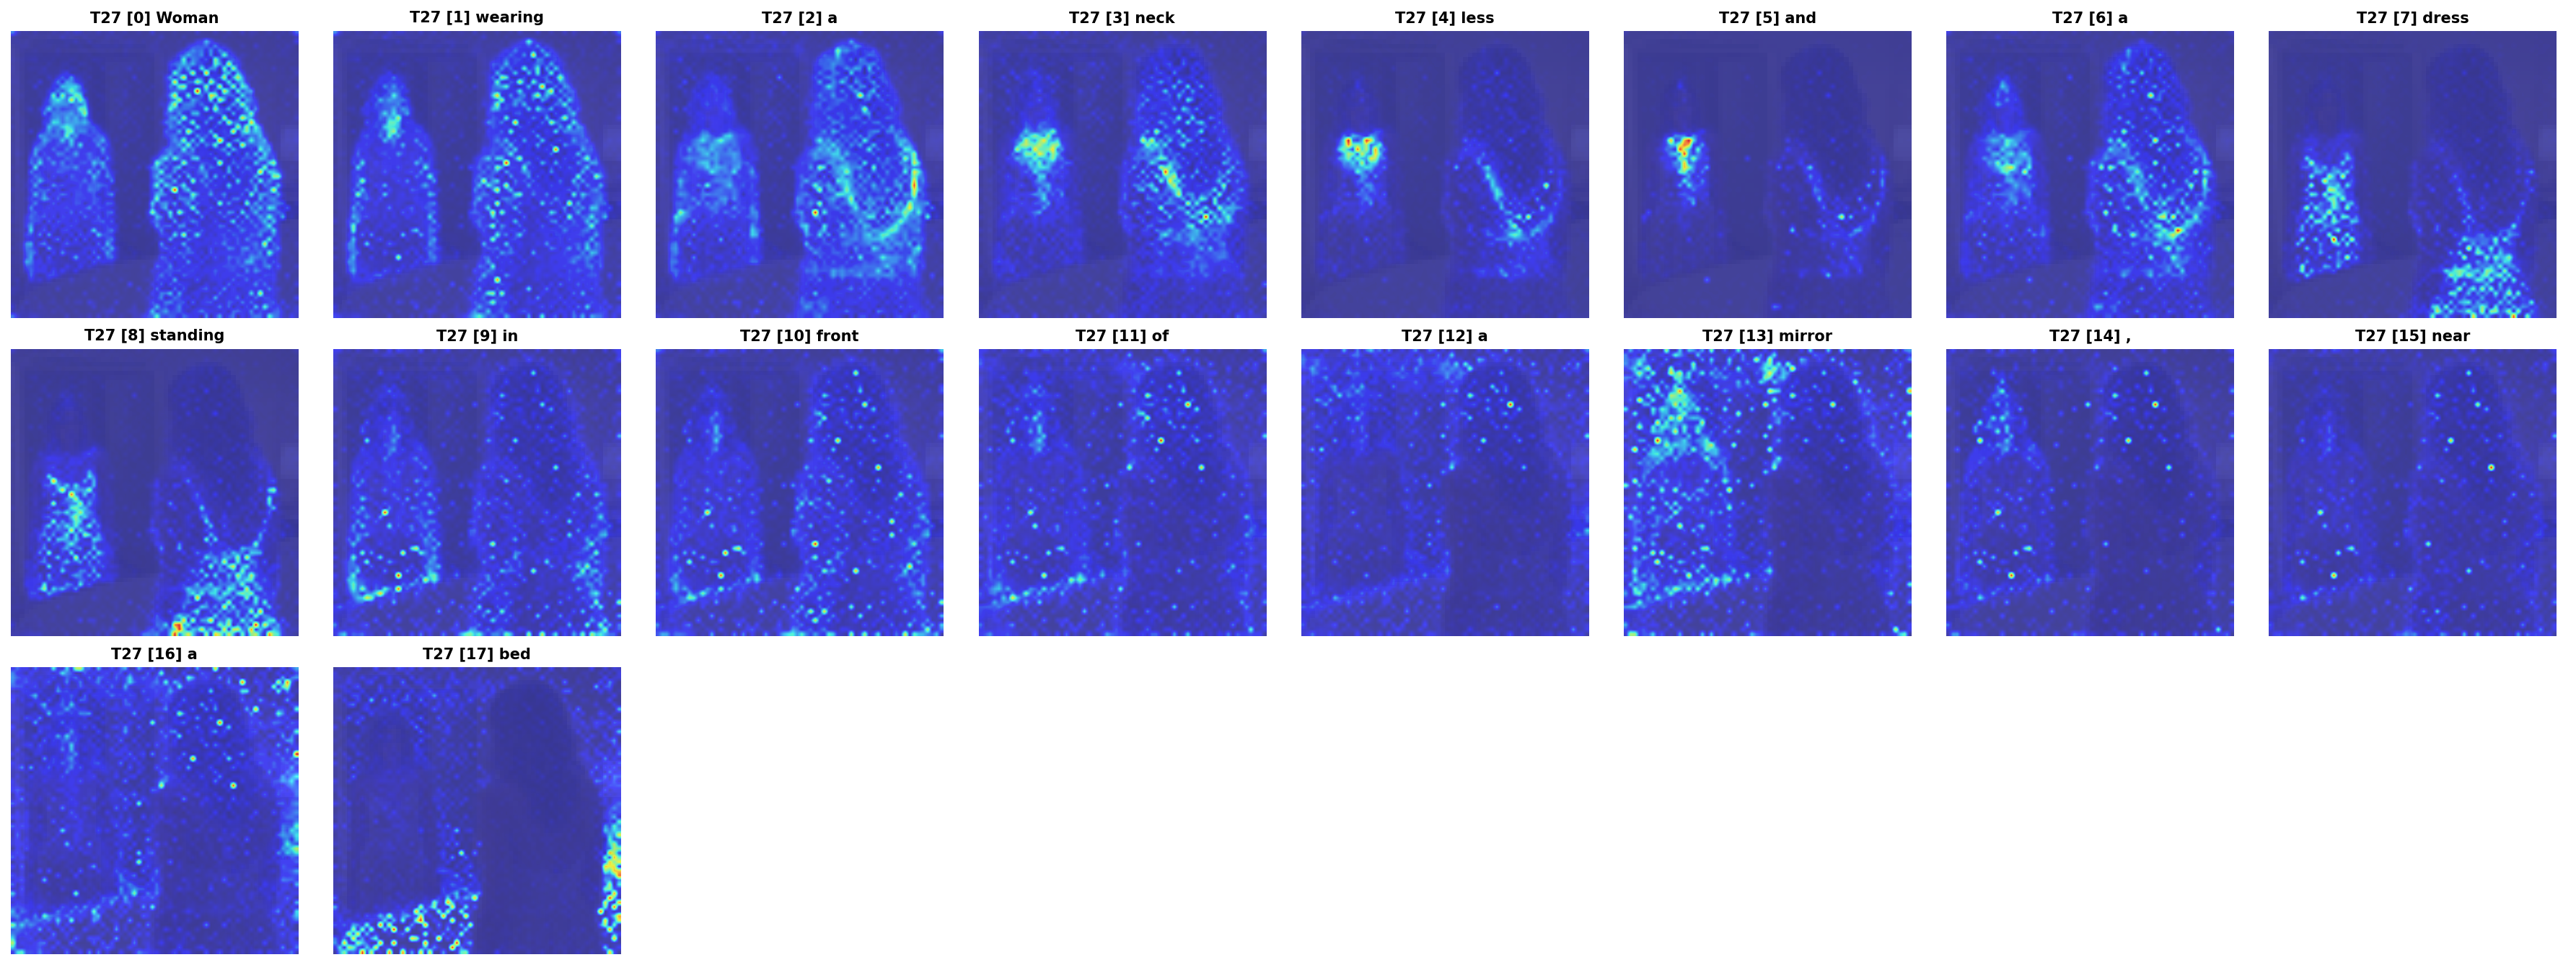 T27 [0] Woman T27 [1] wearing T27 [2] a T27 [3] neck T27 [4] less T27 [5] and T27 [6] a T27 [7] dress
T27 [8] standing T27 [9] in T27 [10] front T27 [11] of T27 [12] a T27 [13] mirror T27 [14] , T27 [15] near
T27 [16] a T27 [17] bed